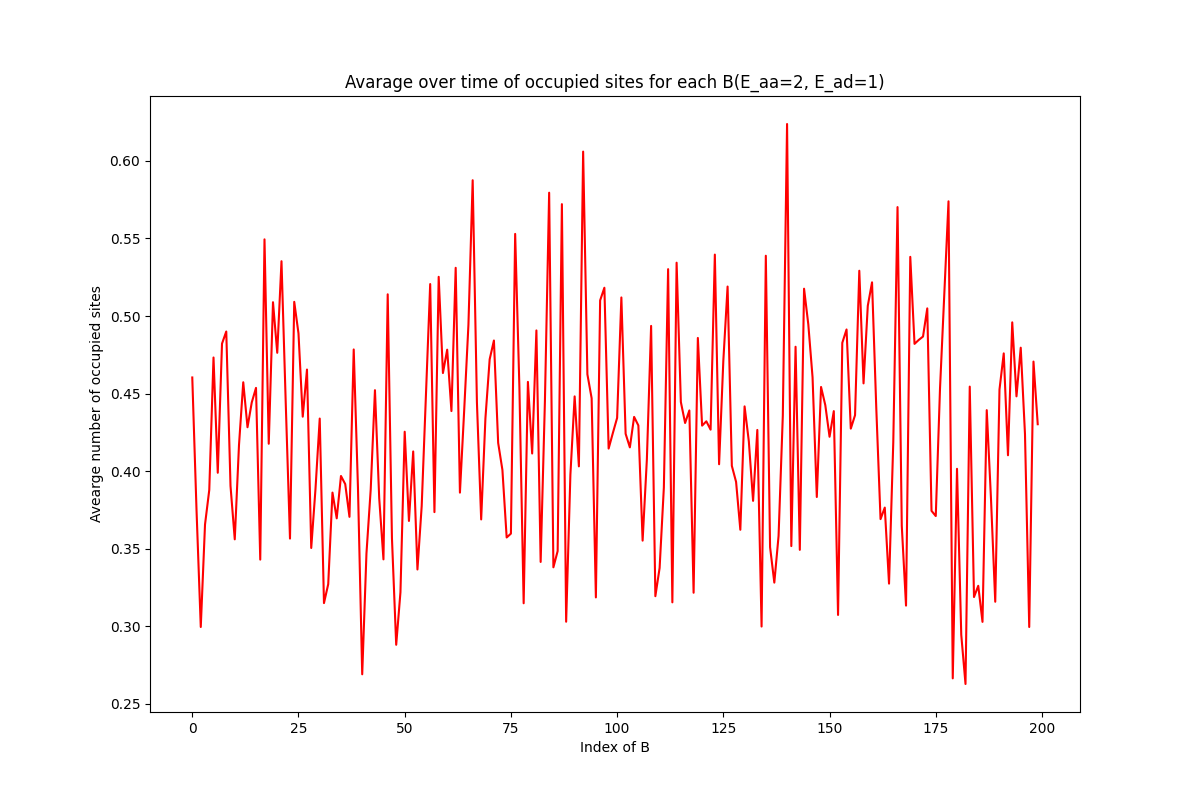 Avarage over time of occupied sites for each B(E_aa=2, E_ad=1)
Avearge number of occupied sites
0.60
0.55
0.50
0.45
0.40
0.35
0.30
0.25
0 25 50 75 100 125 150 175 200
Index of B